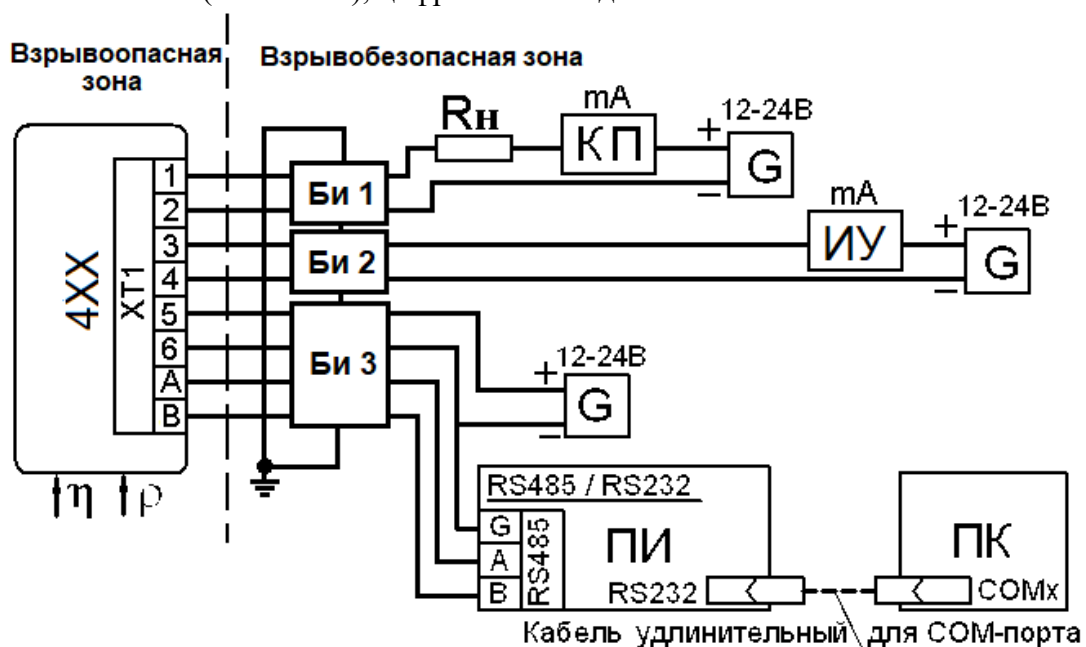 Взрывоопасная зона
Взрывобезопасная зона
4XX
XT1
1
2
3
4
5
6
A
B
η
ρ
Би 1
Би 2
Би 3
Rн
mA
КП
+
12-24В
G
–
mA
ИУ
+
12-24В
G
–
+
12-24В
G
–
RS485 / RS232
G
A
B
RS485
ПИ
RS232
ПК
COMx
Кабель удлинительный для COM-порта